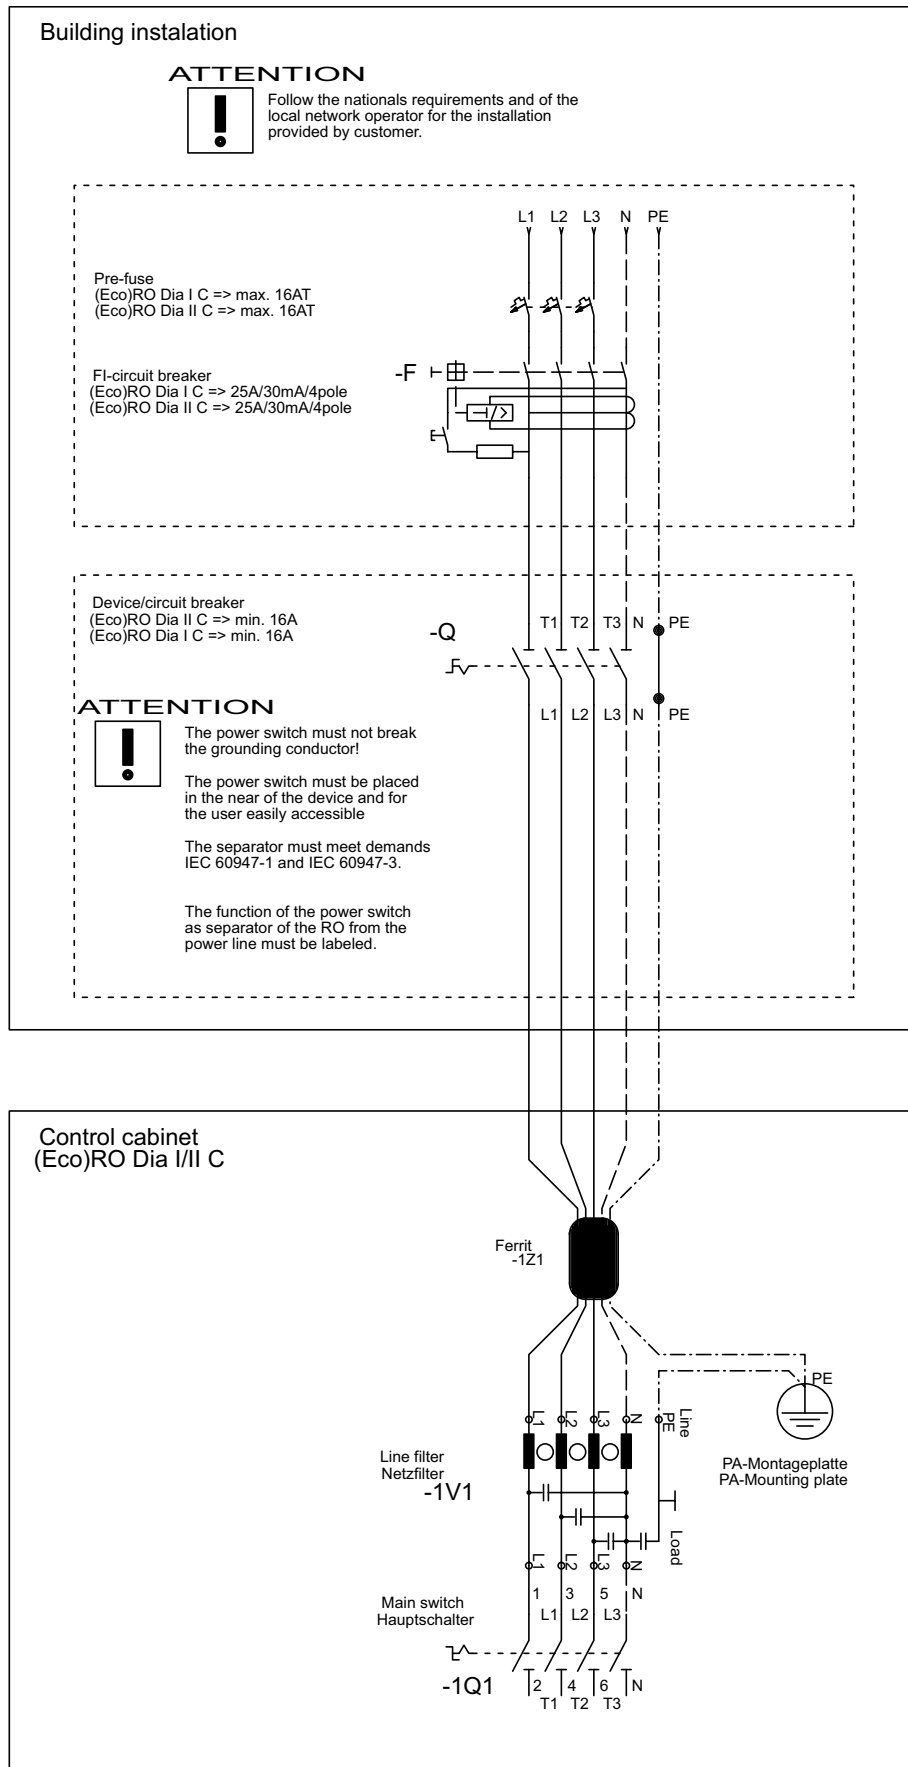 Building instalation
ATTENTION
Follow the nationals requirements and of the
local network operator for the installation
provided by customer.
L1 L2 L3 N PE
Pre-fuse
(Eco)RO Dia I C => max. 16AT
(Eco)RO Dia II C => max. 16AT
FI-circuit breaker
(Eco)RO Dia I C => 25A/30mA/4pole
(Eco)RO Dia II C => 25A/30mA/4pole
-F
Device/circuit breaker
(Eco)RO Dia II C => min. 16A
(Eco)RO Dia I C => min. 16A
-Q
T1 T2 T3 N PE
L1 L2 L3 N PE
ATTENTION
The power switch must not break
the grounding conductor!
The power switch must be placed
in the near of the device and for
the user easily accessible
The separator must meet demands
IEC 60947-1 and IEC 60947-3.
The function of the power switch
as separator of the RO from the
power line must be labeled.
Control cabinet
(Eco)RO Dia I/II C
Ferrit
-1Z1
PE
L1 L2 L3 N PE Line
PA-Montageplatte
PA-Mounting plate
Line filter
Netzfilter
-1V1
Load
L1 L2 L3 N
1 3 5 N
Main switch
Hauptschalter
L1 L2 L3
-1Q1
2 4 6 N
T1 T2 T3